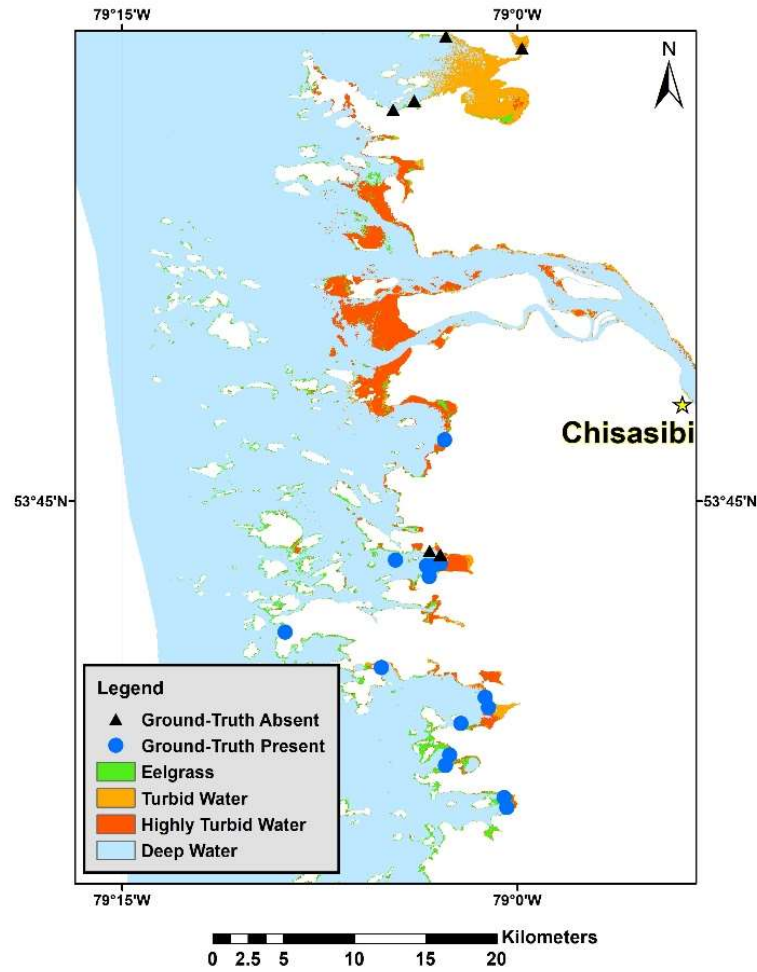 79°15'W 79°0'W
N
Chisasibi
53°45'N 53°45'N
Legend
Ground-Truth Absent
Ground-Truth Present
Eelgrass
Turbid Water
Highly Turbid Water
Deep Water
79°15'W 79°0'W
Kilometers
0 2.5 5 10 15 20